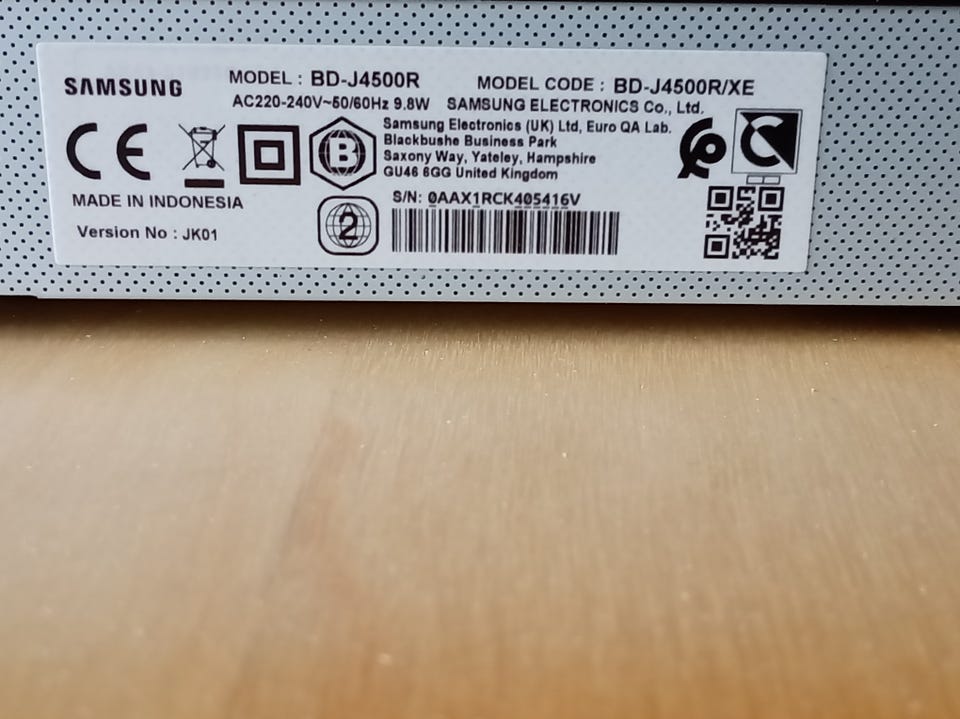 SAMSUNG
MODEL : BD-J4500R
MODEL CODE : BD-J4500R/XE
AC220-240V~50/60Hz 9.8W SAMSUNG ELECTRONICS Co., Ltd.
Samsung Electronics (UK) Ltd, Euro QA Lab.
Blackbushe Business Park
Saxony Way, Yateley, Hampshire
GU46 6GG United Kingdom
CE
B
MADE IN INDONESIA
S/N: 0AAX1RCK405416V
2
Version No : JK01